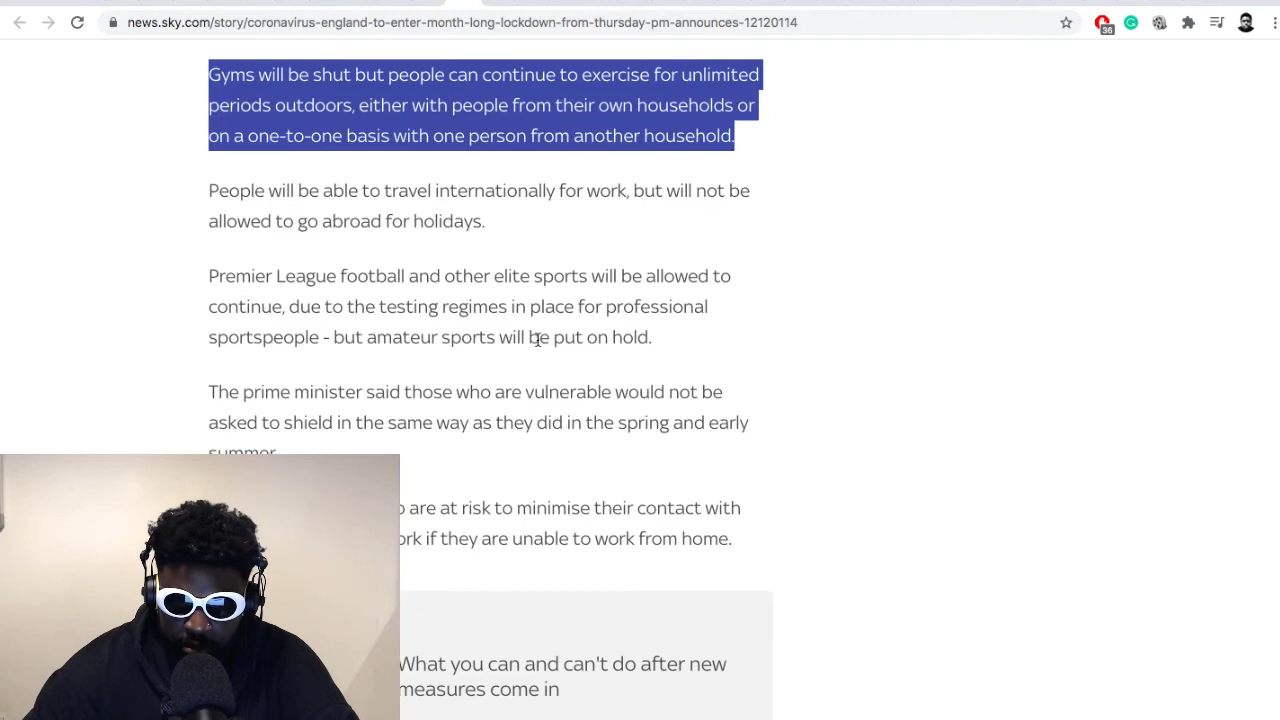 news.sky.com/story/coronavirus-england-to-enter-month-long-lockdown-from-thursday-pm-announces-12120114
36
Gyms will be shut but people can continue to exercise for unlimited
periods outdoors, either with people from their own households or
on a one-to-one basis with one person from another household.
People will be able to travel internationally for work, but will not be
allowed to go abroad for holidays.
Premier League football and other elite sports will be allowed to
continue, due to the testing regimes in place for professional
sportspeople - but amateur sports will be put on hold.
The prime minister said those who are vulnerable would not be
asked to shield in the same way as they did in the spring and early
summer.
are at risk to minimise their contact with
if they are unable to work from home.
What you can and can't do after new
measures come in